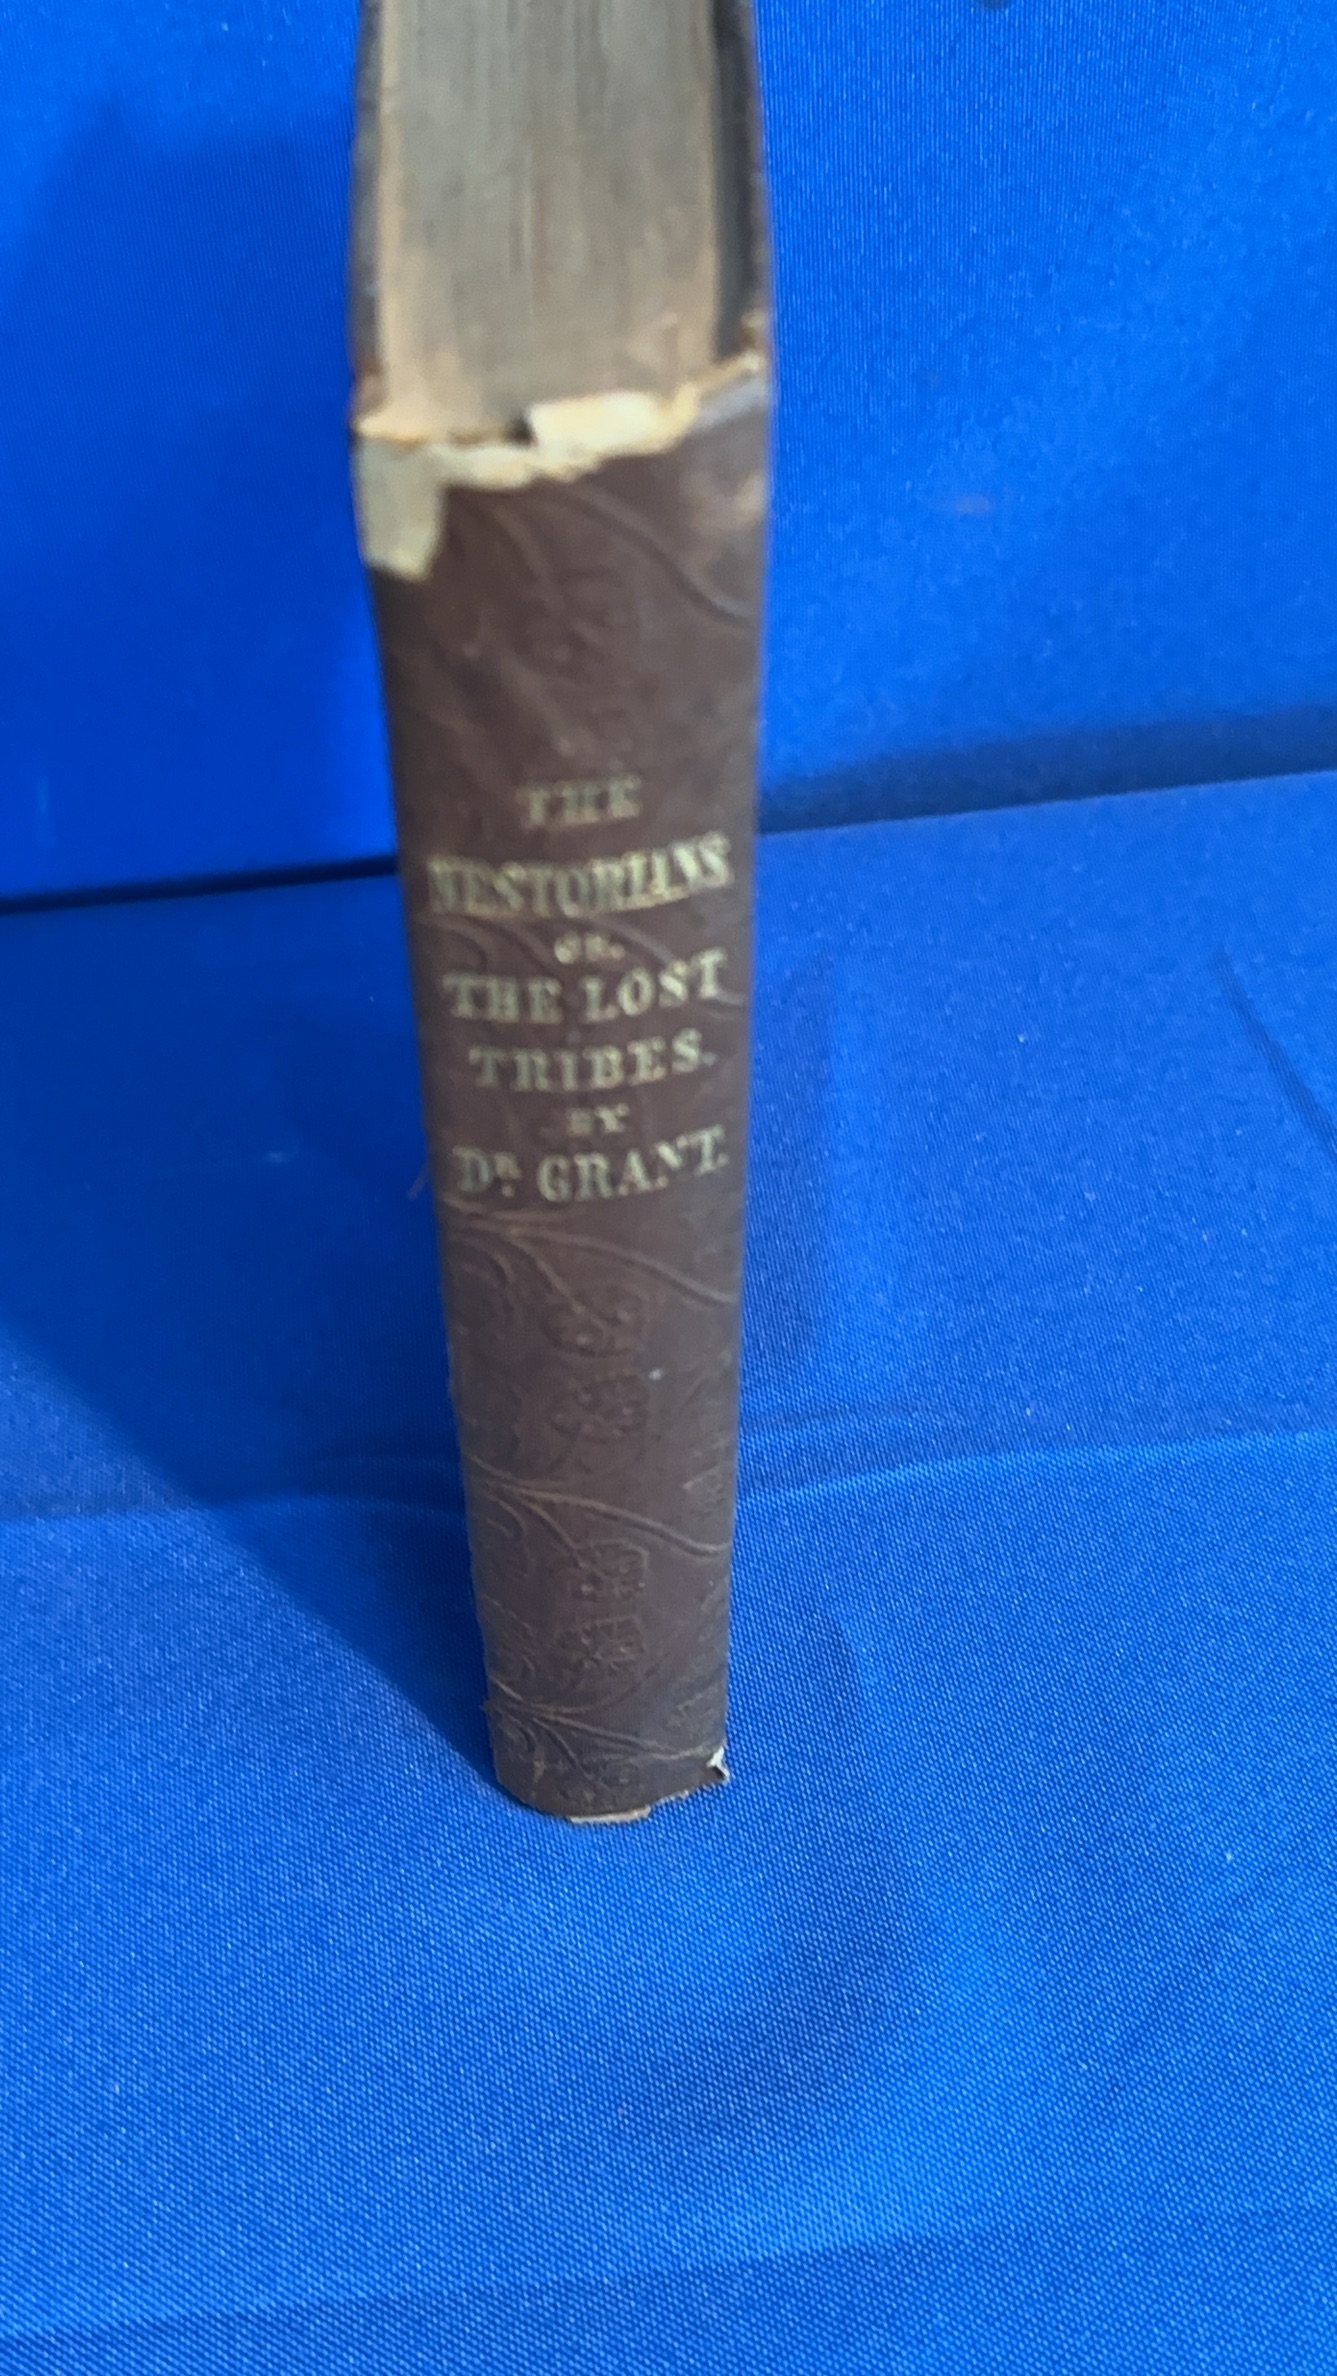 THE
NESTORIANS
OR,
THE LOST
TRIBES.
BY
DR. GRANT.